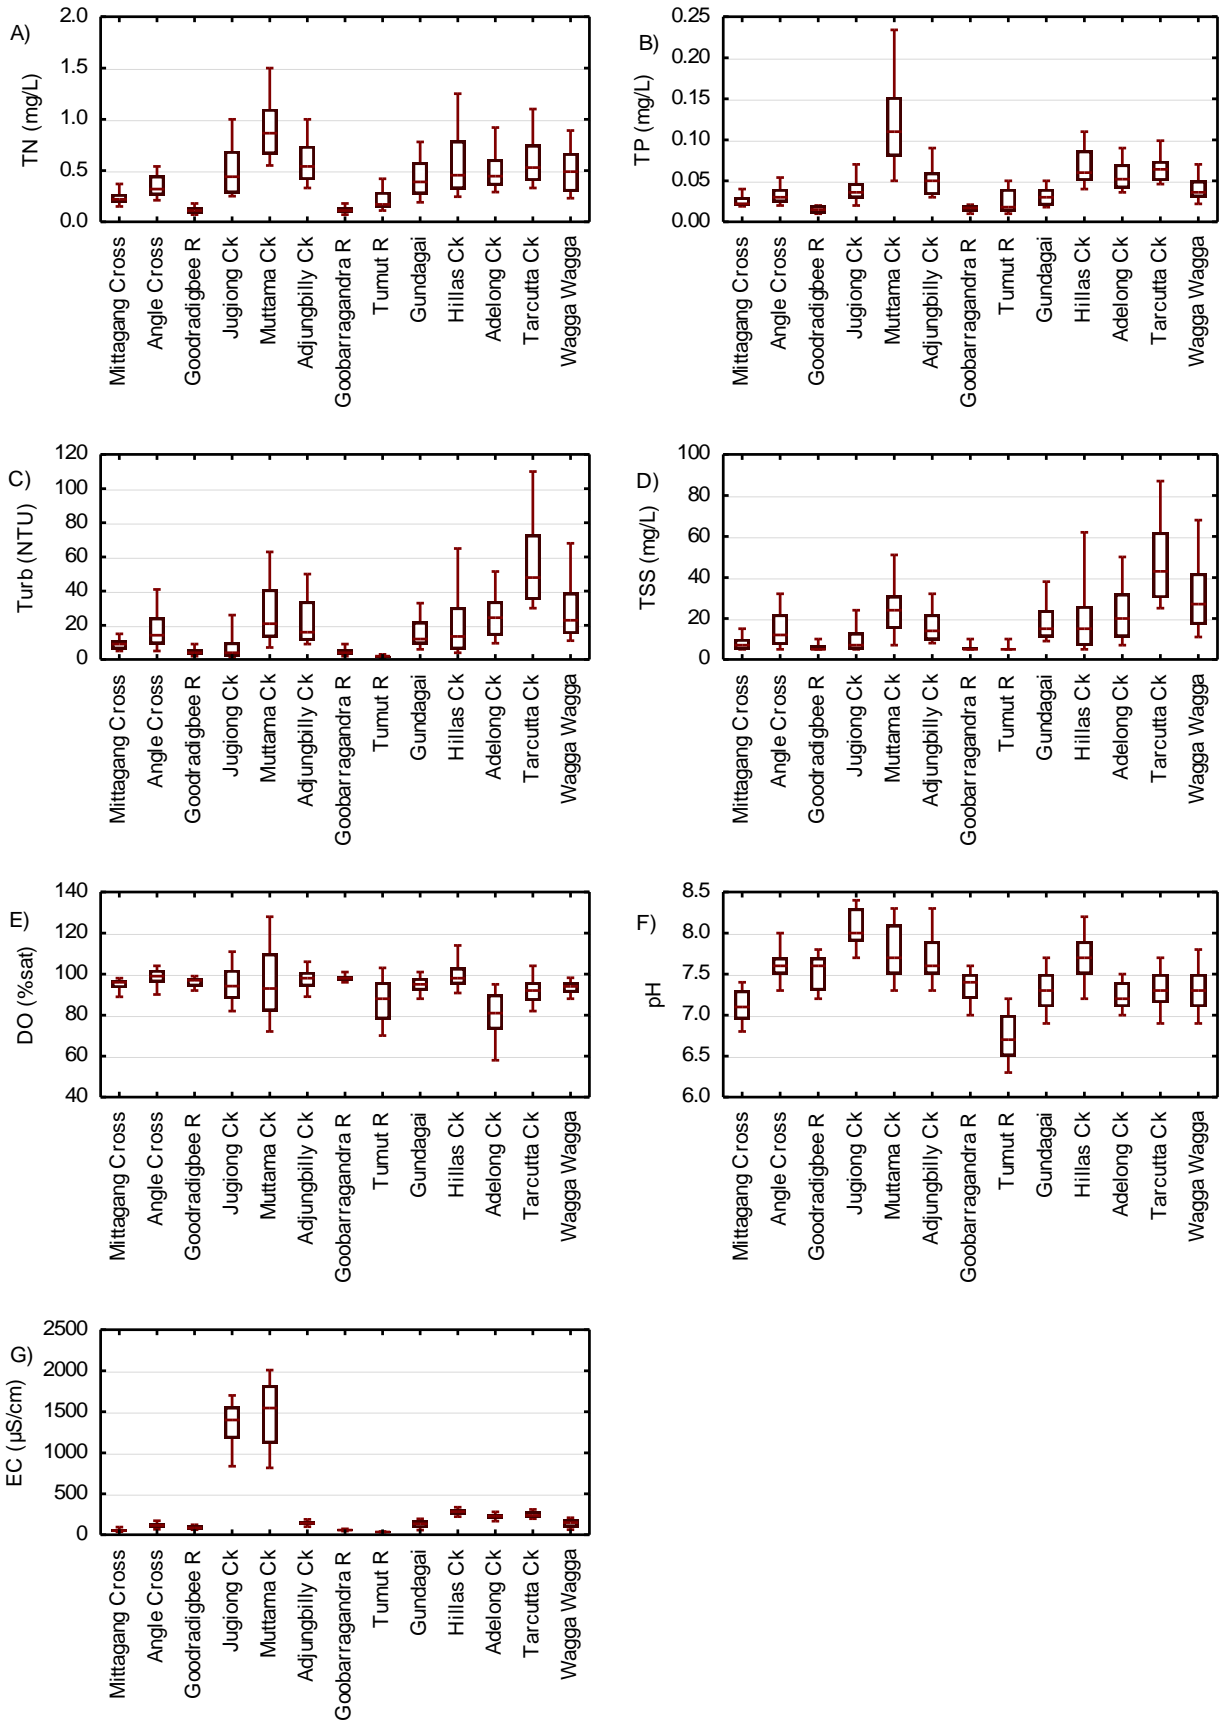 A)
TN (mg/L)
2.0
1.5
1.0
0.5
0.0
Mittagang Cross
Angle Cross
Goodradigbee R
Jugiong Ck
Muttama Ck
Adjungbilly Ck
Goobarragandra R
Tumut R
Gundagai
Hillas Ck
Adelong Ck
Tarcutta Ck
Wagga Wagga
B)
TP (mg/L)
0.25
0.20
0.15
0.10
0.05
0.00
Mittagang Cross
Angle Cross
Goodradigbee R
Jugiong Ck
Muttama Ck
Adjungbilly Ck
Goobarragandra R
Tumut R
Gundagai
Hillas Ck
Adelong Ck
Tarcutta Ck
Wagga Wagga
C)
Turb (NTU)
120
100
80
60
40
20
0
Mittagang Cross
Angle Cross
Goodradigbee R
Jugiong Ck
Muttama Ck
Adjungbilly Ck
Goobarragandra R
Tumut R
Gundagai
Hillas Ck
Adelong Ck
Tarcutta Ck
Wagga Wagga
D)
TSS (mg/L)
100
80
60
40
20
0
Mittagang Cross
Angle Cross
Goodradigbee R
Jugiong Ck
Muttama Ck
Adjungbilly Ck
Goobarragandra R
Tumut R
Gundagai
Hillas Ck
Adelong Ck
Tarcutta Ck
Wagga Wagga
E)
DO (%sat)
140
120
100
80
60
40
Mittagang Cross
Angle Cross
Goodradigbee R
Jugiong Ck
Muttama Ck
Adjungbilly Ck
Goobarragandra R
Tumut R
Gundagai
Hillas Ck
Adelong Ck
Tarcutta Ck
Wagga Wagga
F)
pH
8.5
8.0
7.5
7.0
6.5
6.0
Mittagang Cross
Angle Cross
Goodradigbee R
Jugiong Ck
Muttama Ck
Adjungbilly Ck
Goobarragandra R
Tumut R
Gundagai
Hillas Ck
Adelong Ck
Tarcutta Ck
Wagga Wagga
G)
EC (µS/cm)
2500
2000
1500
1000
500
0
Mittagang Cross
Angle Cross
Goodradigbee R
Jugiong Ck
Muttama Ck
Adjungbilly Ck
Goobarragandra R
Tumut R
Gundagai
Hillas Ck
Adelong Ck
Tarcutta Ck
Wagga Wagga